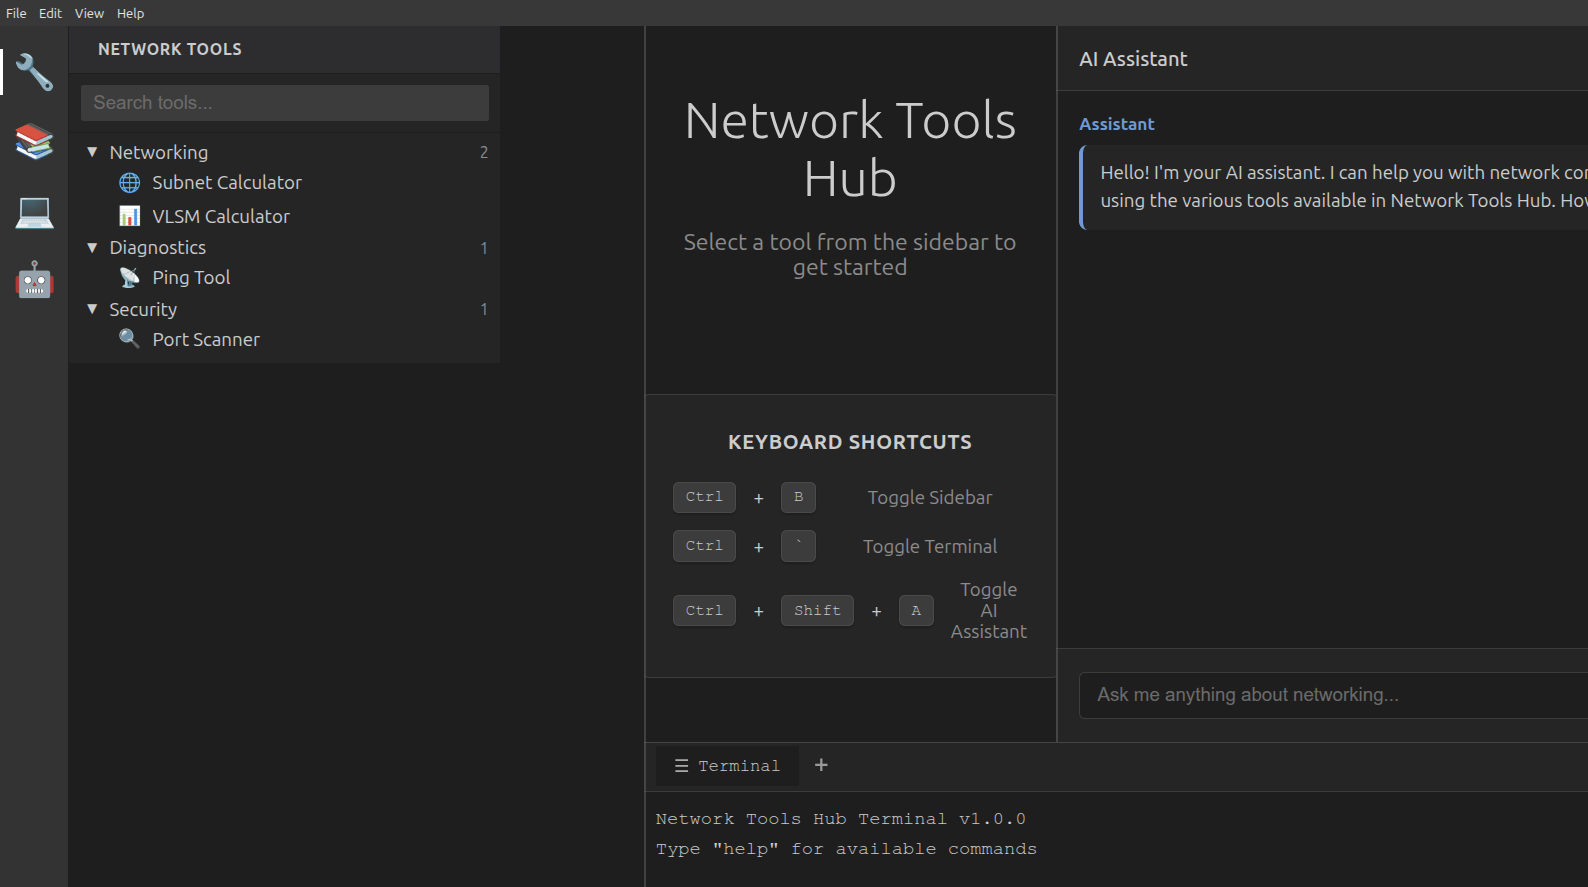 File Edit View Help
NETWORK TOOLS
Search tools...
Networking 2
Subnet Calculator
VLSM Calculator
Diagnostics 1
Ping Tool
Security 1
Port Scanner
Network Tools
Hub
Select a tool from the sidebar to
get started
KEYBOARD SHORTCUTS
Ctrl + B Toggle Sidebar
Ctrl + ` Toggle Terminal
Ctrl + Shift + A Toggle
AI
Assistant
AI Assistant
Assistant
Hello! I'm your AI assistant. I can help you with network
using the various tools available in Network Tools Hub.
Ask me anything about networking...
☰ Terminal +
Network Tools Hub Terminal v1.0.0
Type "help" for available commands